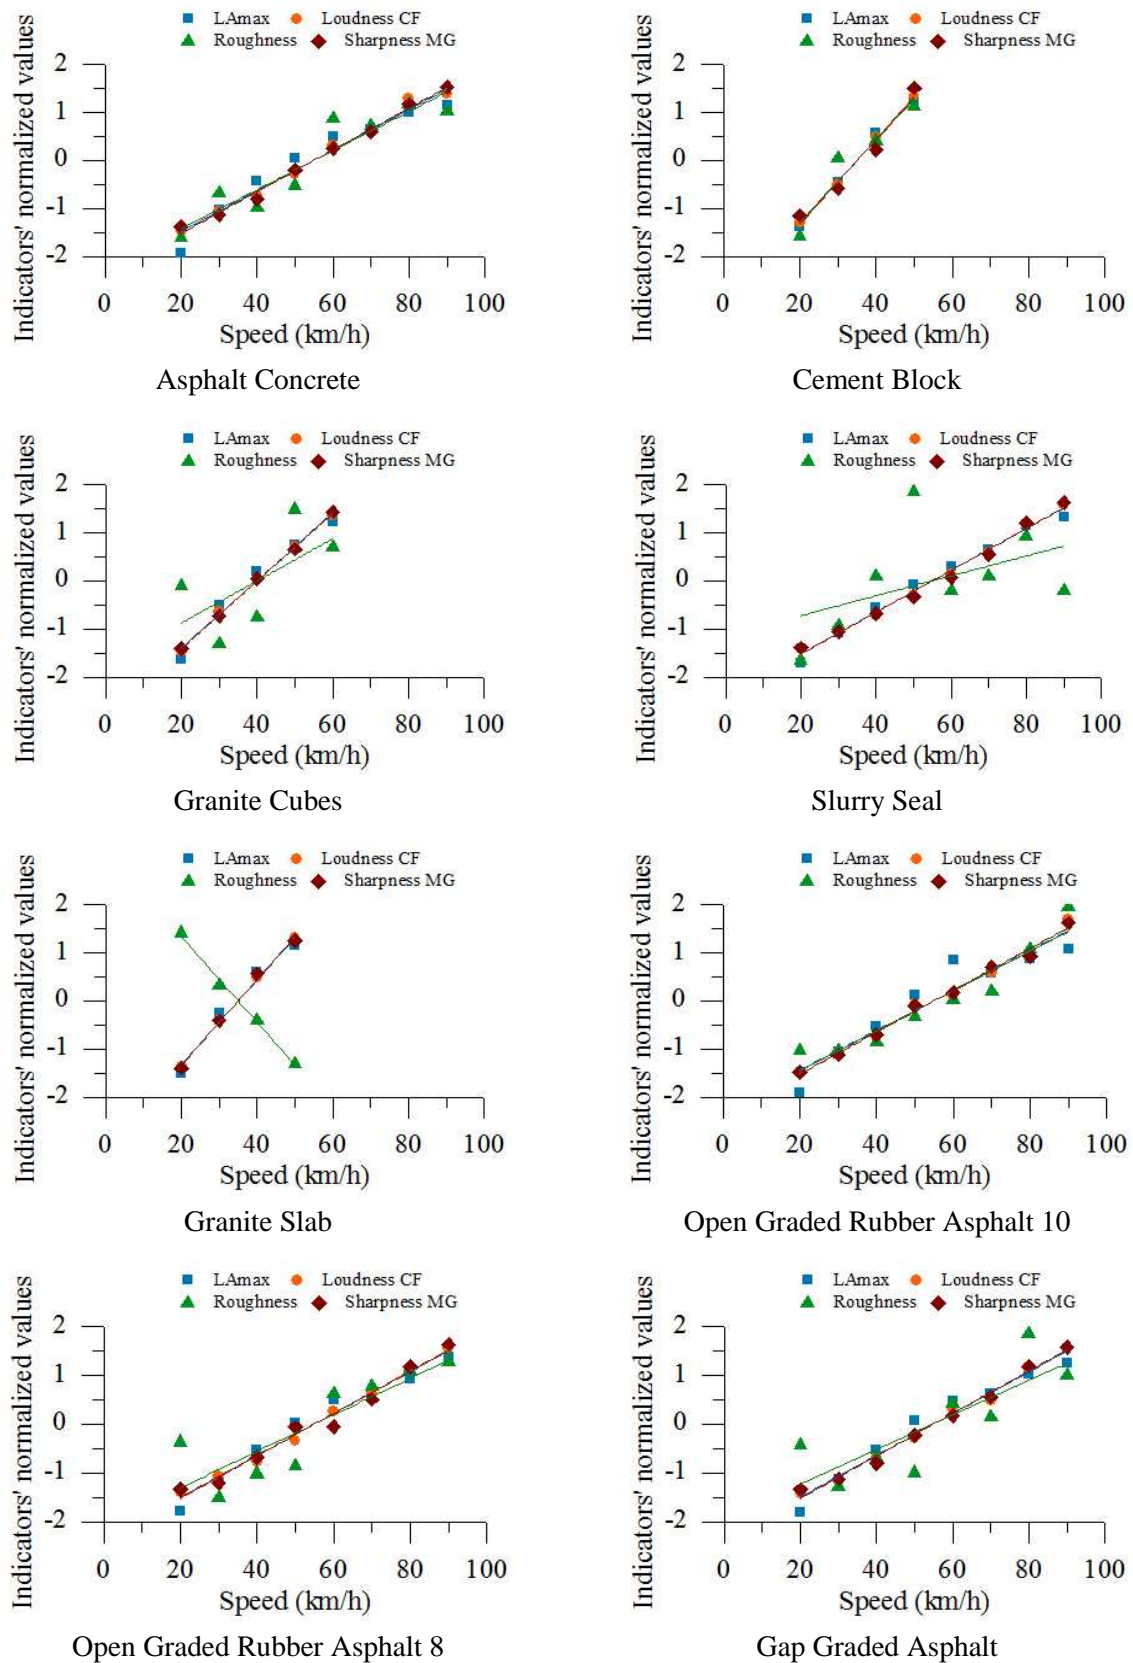 LAmax Loudness CF
Roughness Sharpness MG
Indicators' normalized values
2
1
0
-1
-2
0 20 40 60 80 100
Speed (km/h)
Asphalt Concrete
LAmax Loudness CF
Roughness Sharpness MG
Indicators' normalized values
2
1
0
-1
-2
0 20 40 60 80 100
Speed (km/h)
Cement Block
LAmax Loudness CF
Roughness Sharpness MG
Indicators' normalized values
2
1
0
-1
-2
0 20 40 60 80 100
Speed (km/h)
Granite Cubes
LAmax Loudness CF
Roughness Sharpness MG
Indicators' normalized values
2
1
0
-1
-2
0 20 40 60 80 100
Speed (km/h)
Slurry Seal
LAmax Loudness CF
Roughness Sharpness MG
Indicators' normalized values
2
1
0
-1
-2
0 20 40 60 80 100
Speed (km/h)
Granite Slab
LAmax Loudness CF
Roughness Sharpness MG
Indicators' normalized values
2
1
0
-1
-2
0 20 40 60 80 100
Speed (km/h)
Open Graded Rubber Asphalt 10
LAmax Loudness CF
Roughness Sharpness MG
Indicators' normalized values
2
1
0
-1
-2
0 20 40 60 80 100
Speed (km/h)
Open Graded Rubber Asphalt 8
LAmax Loudness CF
Roughness Sharpness MG
Indicators' normalized values
2
1
0
-1
-2
0 20 40 60 80 100
Speed (km/h)
Gap Graded Asphalt